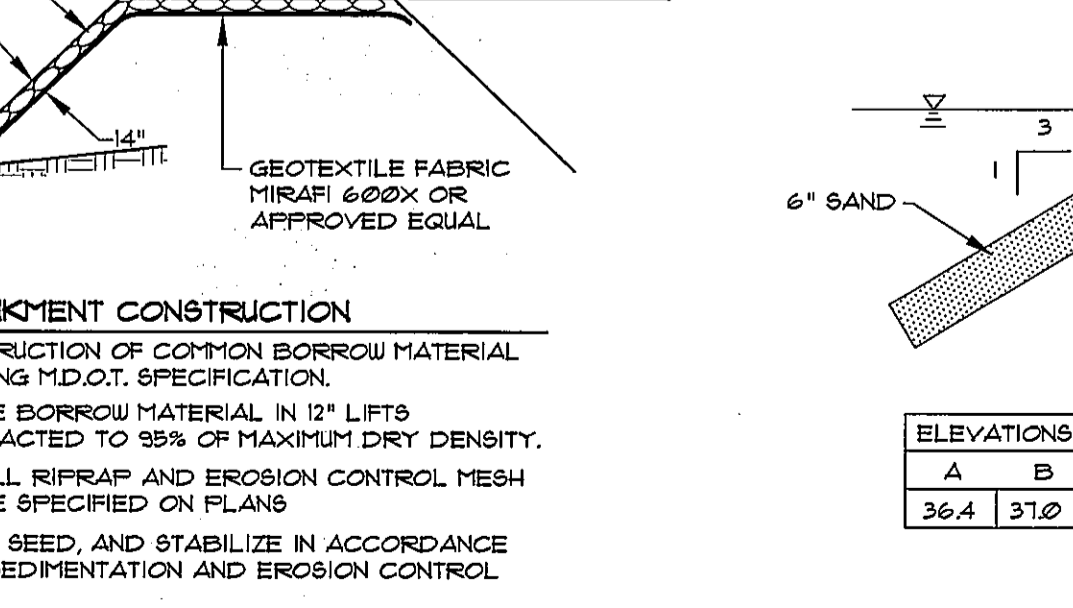 14"
GEOTEXTILE FABRIC
MIRAFI 600X OR
APPROVED EQUAL
3
1
6" SAND
KMENT CONSTRUCTION
RUCTION OF COMMON BORROW MATERIAL
NG M.D.O.T. SPECIFICATION.
E BORROW MATERIAL IN 12" LIFTS
ACTED TO 95% OF MAXIMUM DRY DENSITY.
LL RIPRAP AND EROSION CONTROL MESH
E SPECIFIED ON PLANS
SEED, AND STABILIZE IN ACCORDANCE
EDIMENTATION AND EROSION CONTROL
ELEVATIONS
A B
36.4 37.0